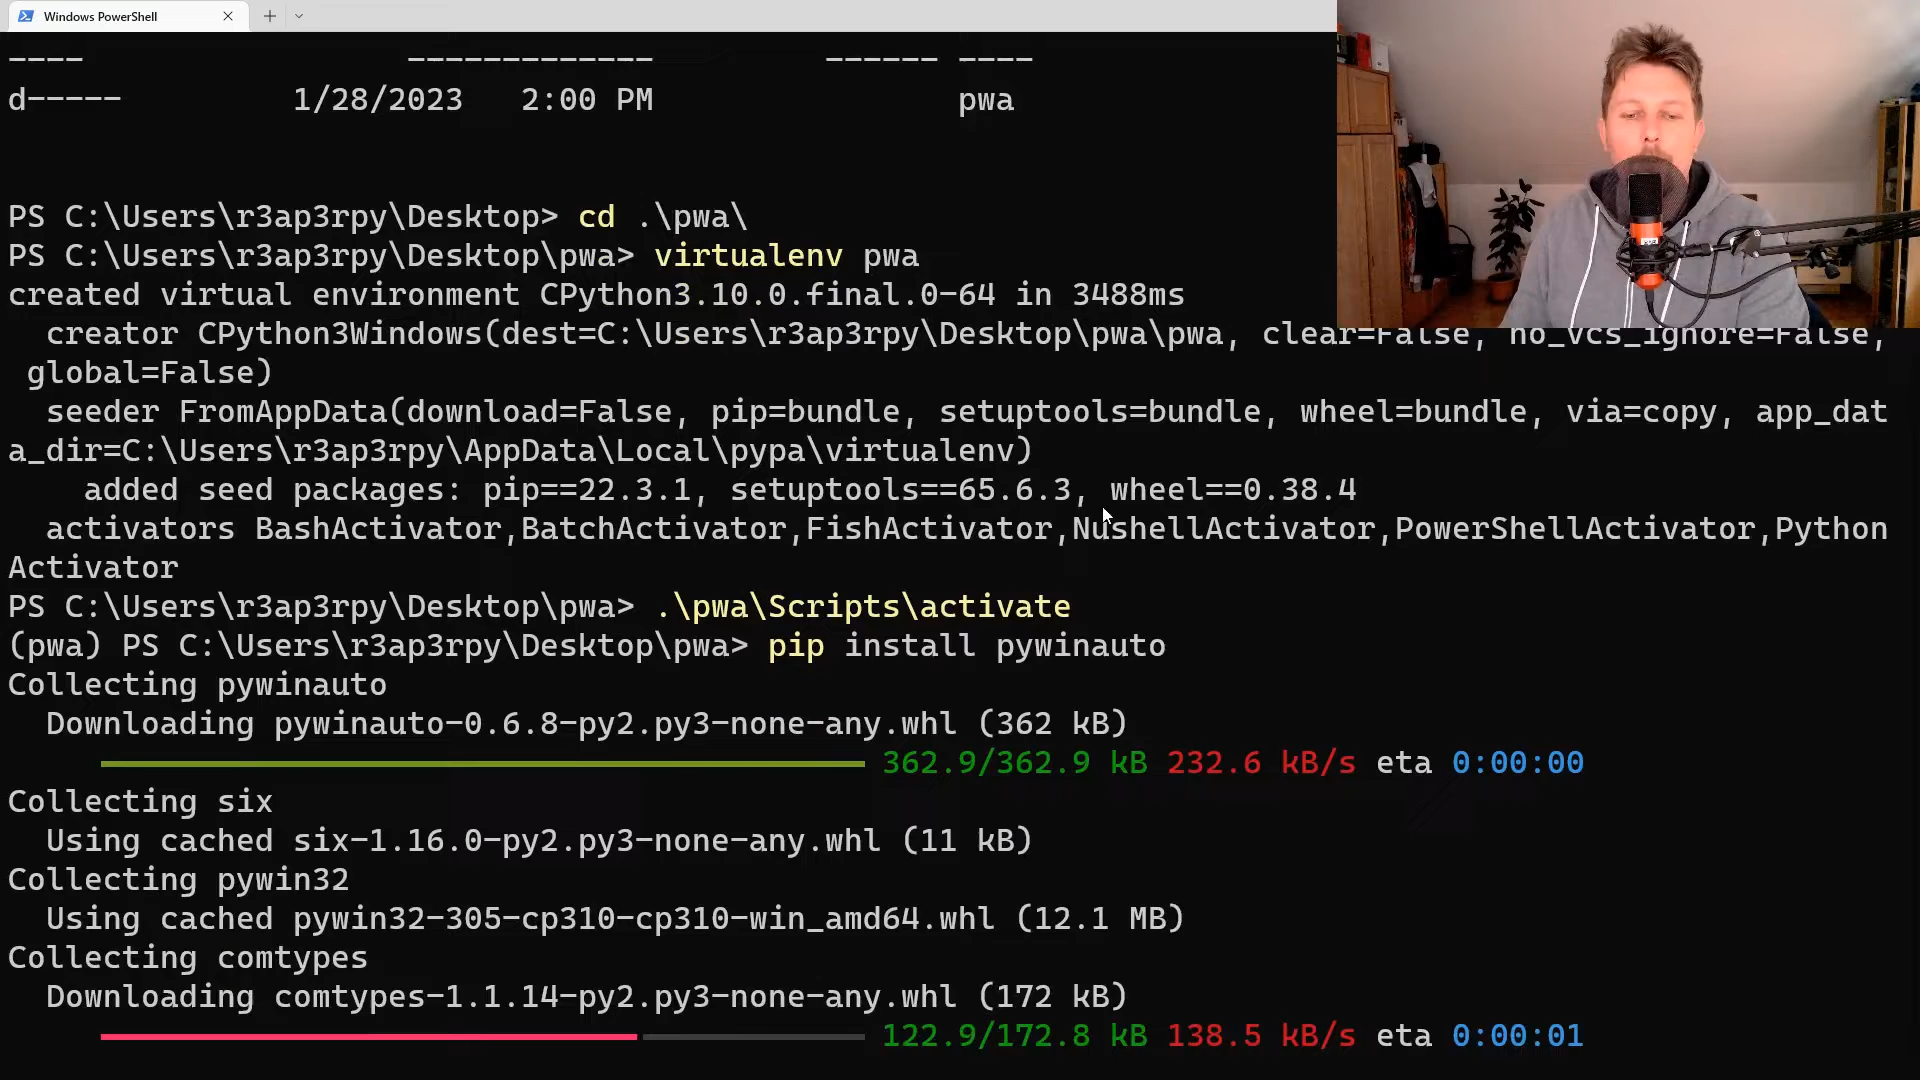 Windows PowerShell
---- ------------- ------ ----
d----- 1/28/2023 2:00 PM pwa
PS C:\Users\r3ap3rpy\Desktop> cd .\pwa\
PS C:\Users\r3ap3rpy\Desktop\pwa> virtualenv pwa
created virtual environment CPython3.10.0.final.0-64 in 3488ms
creator CPython3Windows(dest=C:\Users\r3ap3rpy\Desktop\pwa\pwa, clear=False, no_vcs_ignore=False,
global=False)
seeder FromAppData(download=False, pip=bundle, setuptools=bundle, wheel=bundle, via=copy, app_dat
a_dir=C:\Users\r3ap3rpy\AppData\Local\pypa\virtualenv)
added seed packages: pip==22.3.1, setuptools==65.6.3, wheel==0.38.4
activators BashActivator,BatchActivator,FishActivator,NushellActivator,PowerShellActivator,Python
Activator
PS C:\Users\r3ap3rpy\Desktop\pwa> .\pwa\Scripts\activate
(pwa) PS C:\Users\r3ap3rpy\Desktop\pwa> pip install pywinauto
Collecting pywinauto
Downloading pywinauto-0.6.8-py2.py3-none-any.whl (362 kB)
362.9/362.9 kB 232.6 kB/s eta 0:00:00
Collecting six
Using cached six-1.16.0-py2.py3-none-any.whl (11 kB)
Collecting pywin32
Using cached pywin32-305-cp310-cp310-win_amd64.whl (12.1 MB)
Collecting comtypes
Downloading comtypes-1.1.14-py2.py3-none-any.whl (172 kB)
122.9/172.8 kB 138.5 kB/s eta 0:00:01